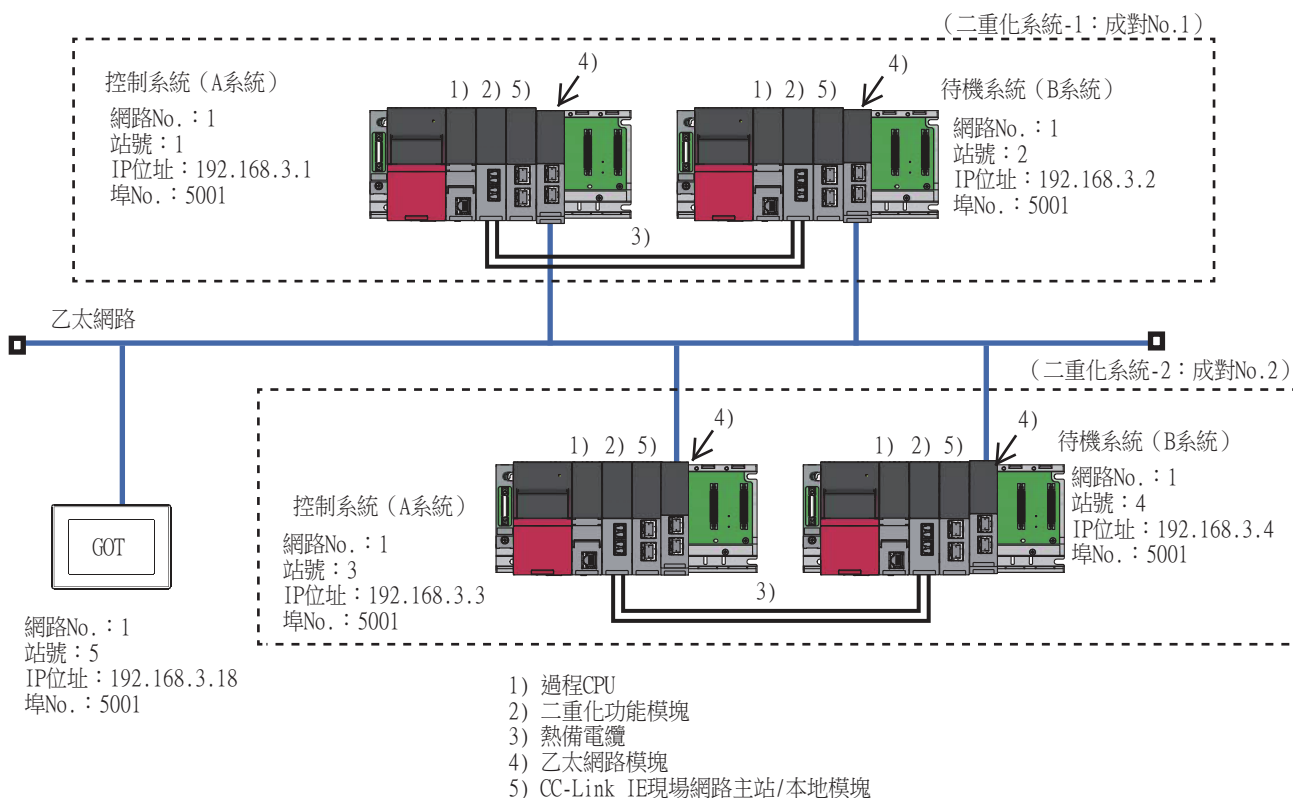 (二重化系統-1：成對No.1)
控制系統(A系統)
網路No.：1
站號：1
IP位址：192.168.3.1
埠No.：5001
1) 2) 5)
4)
1) 2) 5)
4)
待機系統(B系統)
網路No.：1
站號：2
IP位址：192.168.3.2
埠No.：5001
3)
乙太網路
(二重化系統-2：成對No.2)
控制系統(A系統)
網路No.：1
站號：3
IP位址：192.168.3.3
埠No.：5001
1) 2) 5)
4)
1) 2) 5)
4)
待機系統(B系統)
網路No.：1
站號：4
IP位址：192.168.3.4
埠No.：5001
3)
GOT
網路No.：1
站號：5
IP位址：192.168.3.18
埠No.：5001
1) 過程CPU
2) 二重化功能模塊
3) 熱備電纜
4) 乙太網路模塊
5) CC-Link IE現場網路主站/本地模塊